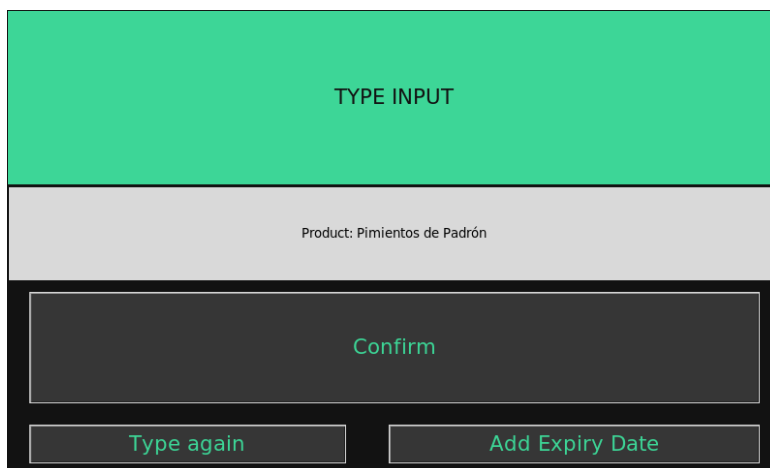 TYPE INPUT
Product: Pimientos de Padrón
Confirm
Type again
Add Expiry Date